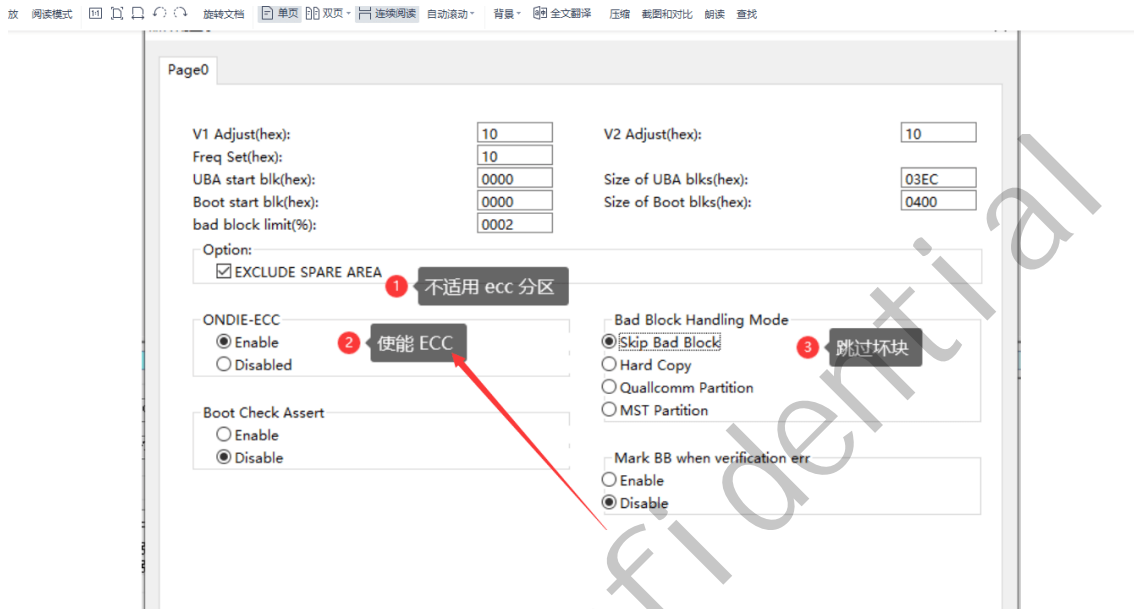 放 阅读模式 1:1 旋转文档 单页 双页 连续阅读 自动滚动 背景 全文翻译 压缩 截图和对比 朗读 查找
Page0
V1 Adjust(hex): 10 V2 Adjust(hex): 10
Freq Set(hex): 10
UBA start blk(hex): 0000 Size of UBA blks(hex): 03EC
Boot start blk(hex): 0000 Size of Boot blks(hex): 0400
bad block limit(%): 0002
Option:
EXCLUDE SPARE AREA
1 不适用 ecc 分区
ONDIE-ECC
Enable
Disabled
2 使能 ECC
Bad Block Handling Mode
Skip Bad Block
Hard Copy
Quallcomm Partition
MST Partition
3 跳过坏块
Boot Check Assert
Enable
Disable
Mark BB when verification err
Enable
Disable
fidential